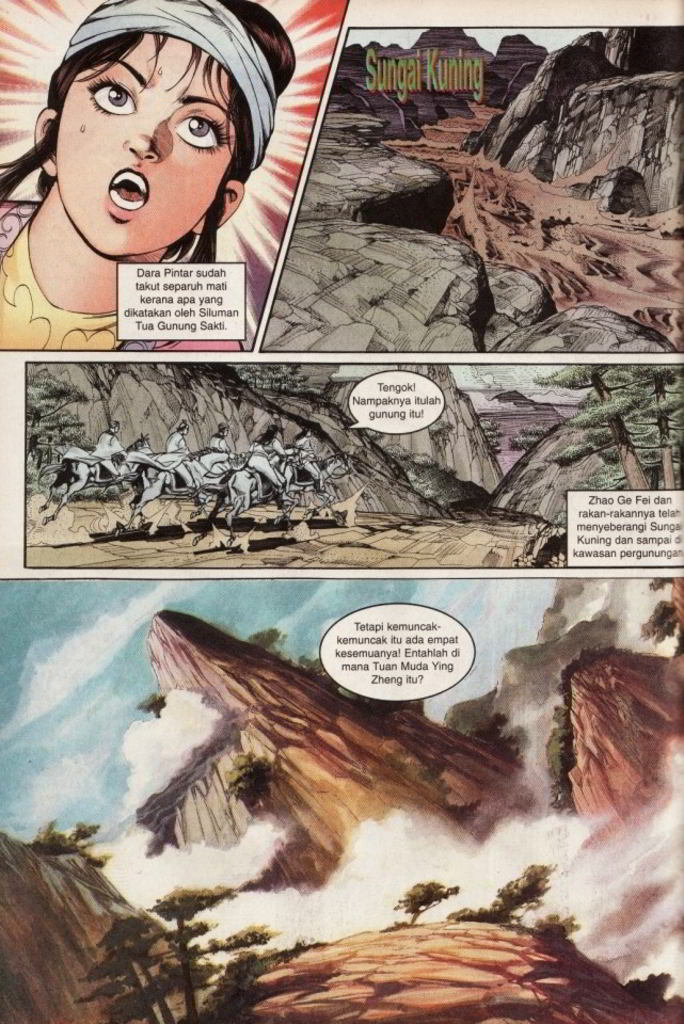 Sungai Kuning
Dara Pintar sudah
takut separuh mati
kerana apa yang
dikatakan oleh Siluman
Tua Gunung Sakti.
Tengok!
Nampaknya itulah
gunung itu!
Zhao Ge Fei dan
rakan-rakannya telah
menyeberangi Sungai
Kuning dan sampai di
kawasan pergunungan
Tetapi kemuncak-
kemuncak itu ada empat
kesemuanya! Entahlah di
mana Tuan Muda Ying
Zheng itu?